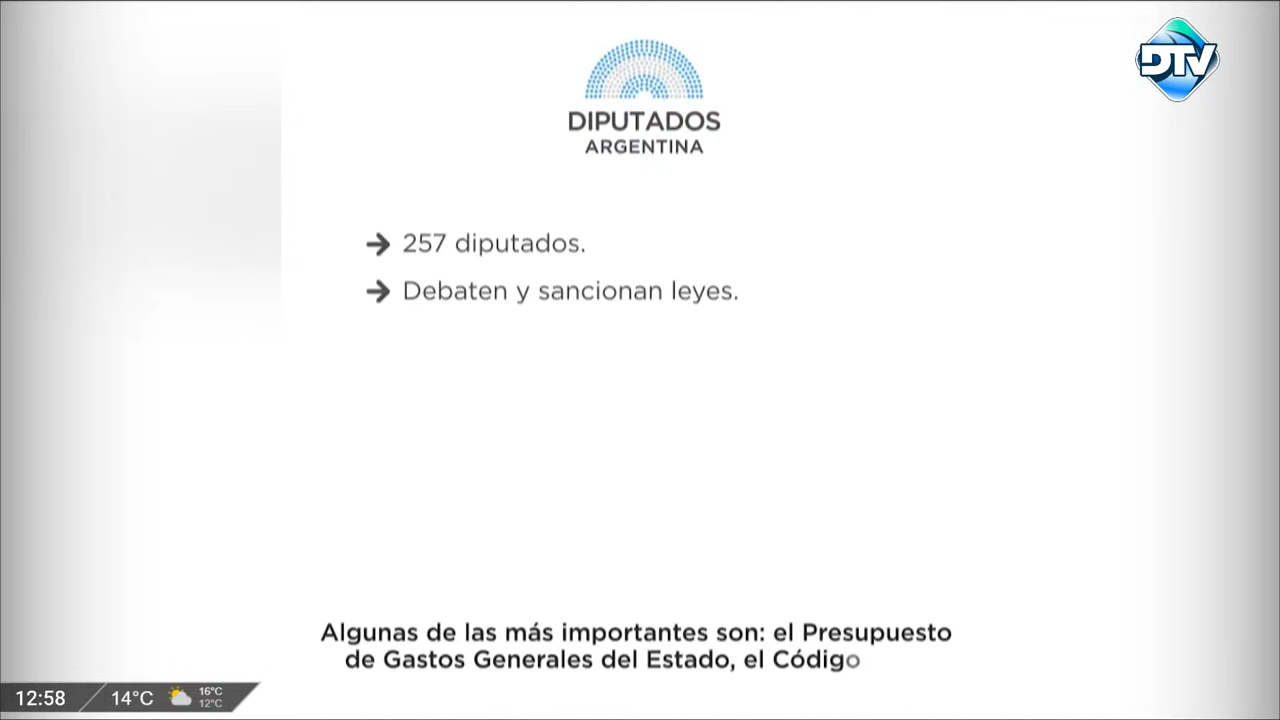 DTV
DIPUTADOS
ARGENTINA
→ 257 diputados.
→ Debaten y sancionan leyes.
Algunas de las más importantes son: el Presupuesto
de Gastos Generales del Estado, el Código
12:58 14°C 16°C
12°C